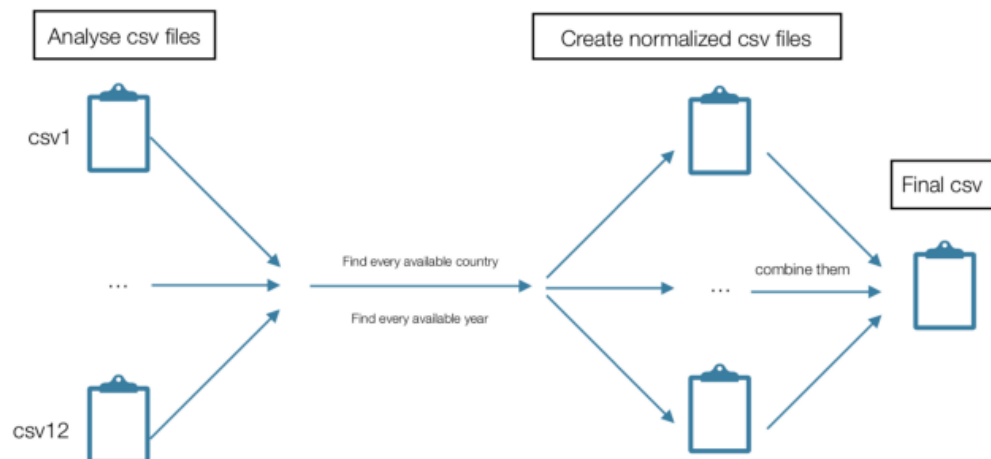 Analyse csv files
Create normalized csv files
csv1
Final csv
Find every available country
combine them
...
...
Find every available year
csv12